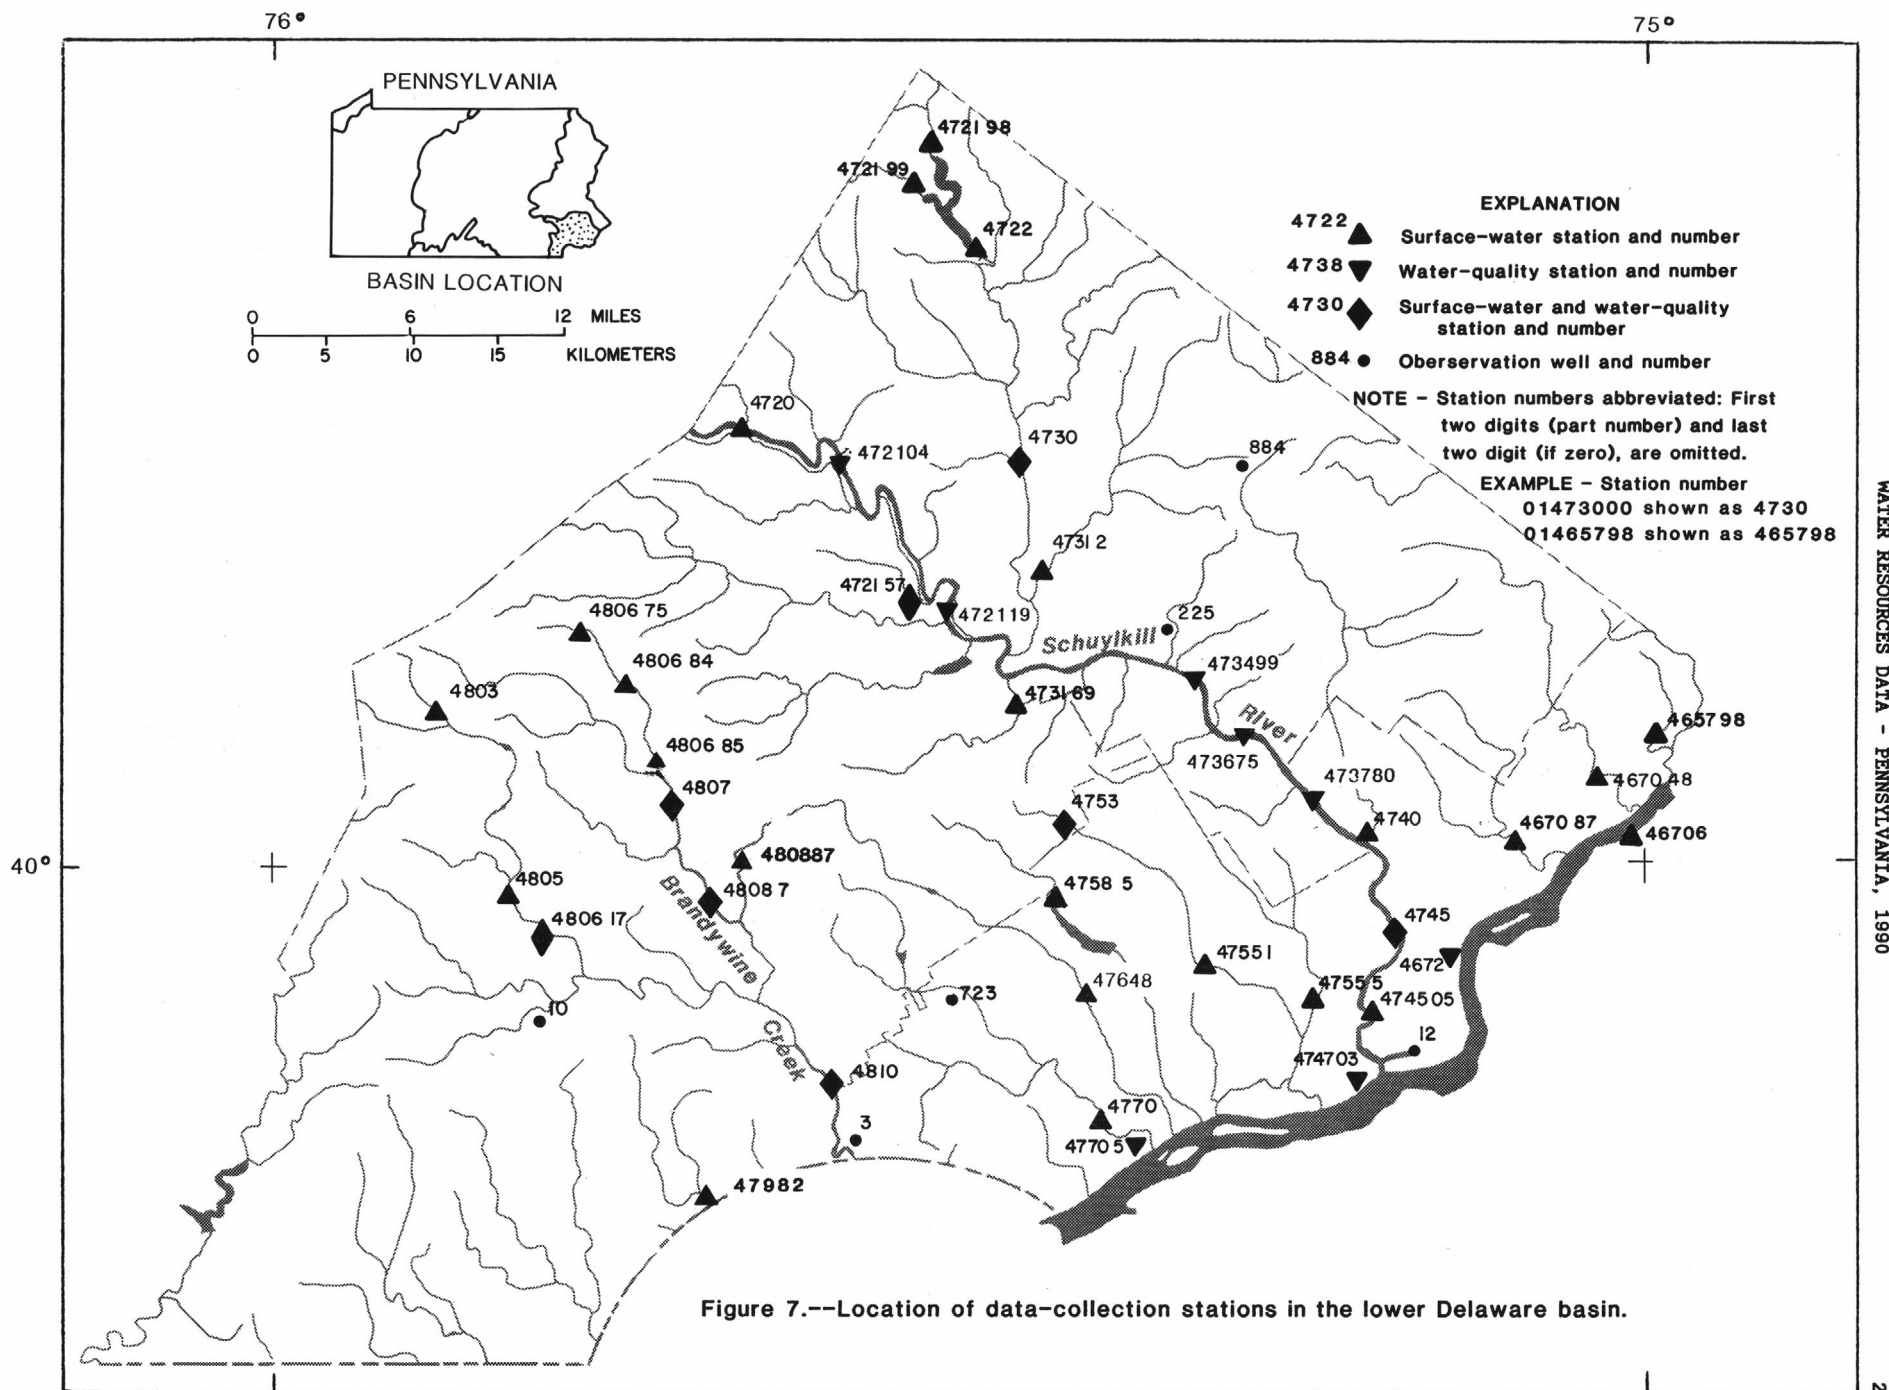 76°
75°
PENNSYLVANIA
BASIN LOCATION
0 6 12 MILES
0 5 10 15 KILOMETERS
EXPLANATION
4722 Surface-water station and number
4738 Water-quality station and number
4730 Surface-water and water-quality
station and number
884 Oberservation well and number
NOTE - Station numbers abbreviated: First
two digits (part number) and last
two digit (if zero), are omitted.
EXAMPLE - Station number
01473000 shown as 4730
01465798 shown as 465798
472198
472199
4722
4720
472104
4730
884
47312
472157
472119
225
Schuylkill
480675
480684
4803
473499
473169
River
465798
480685
473675
4807
473780
467048
4753
4740
467087
46706
40°
480887
4805
48087
47585
480617
4745
Brandywine
47551
4672
47648
47555
723
474505
10
12
Creek
474703
4810
4770
3
47705
47982
Figure 7.--Location of data-collection stations in the lower Delaware basin.
WATER RESOURCES DATA - PENNSYLVANIA, 1990
2